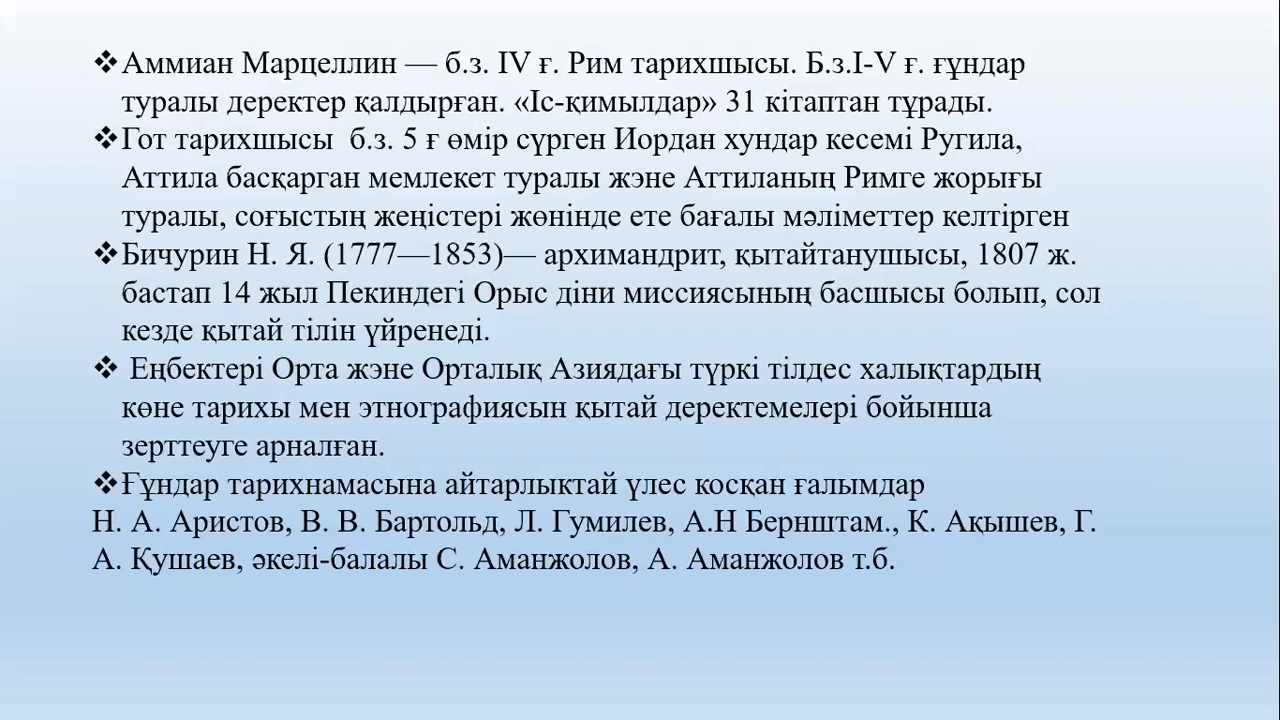 ❖Аммиан Марцеллин — б.з. IV ғ. Рим тарихшысы. Б.з.I-V ғ. ғұндар
туралы деректер қалдырған. «Іс-қимылдар» 31 кітаптан тұрады.
❖Гот тарихшысы б.з. 5 ғ өмір сүрген Иордан хундар кесемі Ругила,
Аттила басқарған мемлекет туралы жэне Аттиланың Римге жорығы
туралы, соғыстың жеңістері жөнінде ете бағалы мәліметтер келтірген
❖Бичурин Н. Я. (1777—1853)— архимандрит, қытайтанушысы, 1807 ж.
бастап 14 жыл Пекиндегі Орыс діни миссиясының басшысы болып, сол
кезде қытай тілін үйренеді.
❖ Еңбектері Орта жэне Орталық Азиядағы түркі тілдес халықтардың
көне тарихы мен этнографиясын қытай деректемелері бойынша
зерттеуге арналған.
❖Ғұндар тарихнамасына айтарлыктай үлес косқан ғалымдар
Н. А. Аристов, В. В. Бартольд, Л. Гумилев, А.Н Бернштам., К. Ақышев, Г.
А. Қушаев, әкелі-балалы С. Аманжолов, А. Аманжолов т.б.